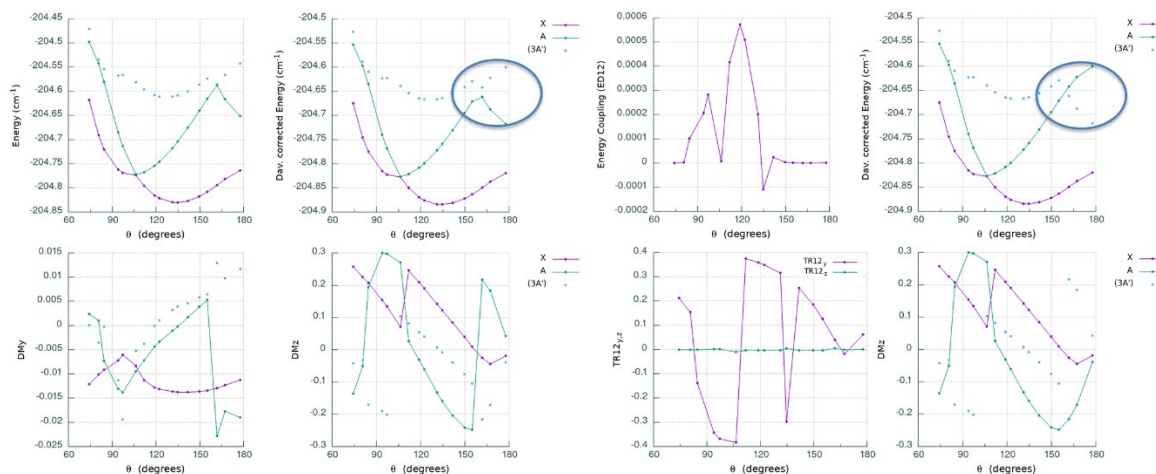 -204.45
-204.5
-204.55
-204.6
-204.65
-204.7
-204.75
-204.8
-204.85
60 90 120 150 180
Energy (cm⁻¹)
θ (degrees)
X
A
(3A')
-204.5
-204.55
-204.6
-204.65
-204.7
-204.75
-204.8
-204.85
-204.9
60 90 120 150 180
Dav. corrected Energy (cm⁻¹)
θ (degrees)
X
A
(3A')
0.0006
0.0005
0.0004
0.0003
0.0002
0.0001
0
-0.0001
-0.0002
60 90 120 150 180
Energy Coupling (ED12)
θ (degrees)
-204.5
-204.55
-204.6
-204.65
-204.7
-204.75
-204.8
-204.85
-204.9
60 90 120 150 180
Dav. corrected Energy (cm⁻¹)
θ (degrees)
X
A
(3A')
0.015
0.01
0.005
0
-0.005
-0.01
-0.015
-0.02
-0.025
60 90 120 150 180
DMy
θ (degrees)
X
A
(3A')
0.3
0.2
0.1
0
-0.1
-0.2
-0.3
60 90 120 150 180
DMz
θ (degrees)
X
A
(3A')
0.4
0.3
0.2
0.1
0
-0.1
-0.2
-0.3
0.4
60 90 120 150 180
TR12y,z
θ (degrees)
TR12y
TR12z
0.3
0.2
0.1
0
-0.1
-0.2
-0.3
60 90 120 150 180
DMz
θ (degrees)
X
A
(3A')